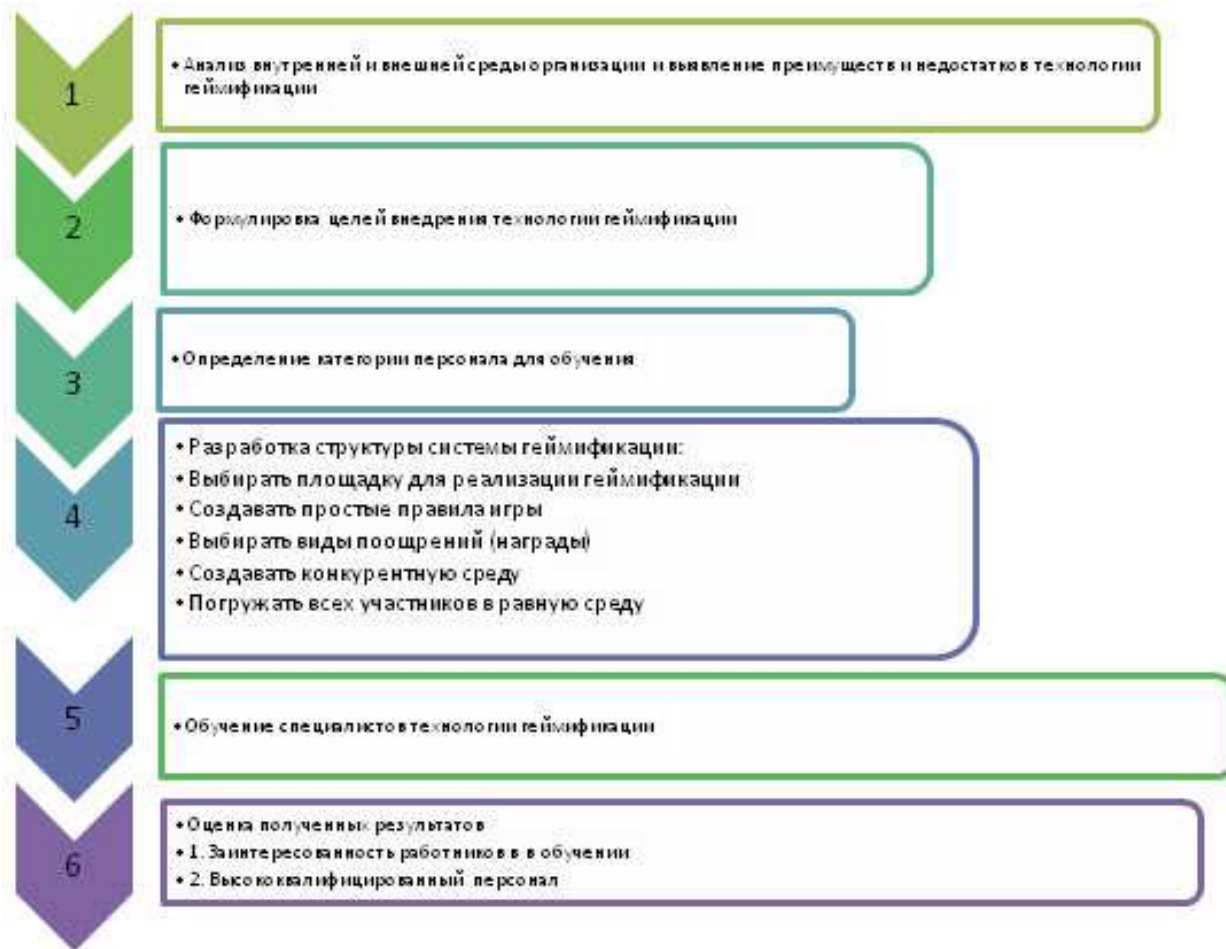 1
• Анализ внутренней и внешней среды организации и выявление преимуществ и недостатков технологии
геймификации
2
• Формулировка целей внедрения технологии геймификации
3
• Определение категории персонала для обучения
4
• Разработка структуры системы геймификации:
• Выбирать площадку для реализации геймификации
• Создавать простые правила игры
• Выбирать виды поощрений (награды)
• Создавать конкурентную среду
• Погружать всех участников в равную среду
5
• Обучение специалистов технологии геймификации
6
• Оценка полученных результатов
• 1. Заинтересованность работников в в обучении
• 2. Высококвалифицированный персонал